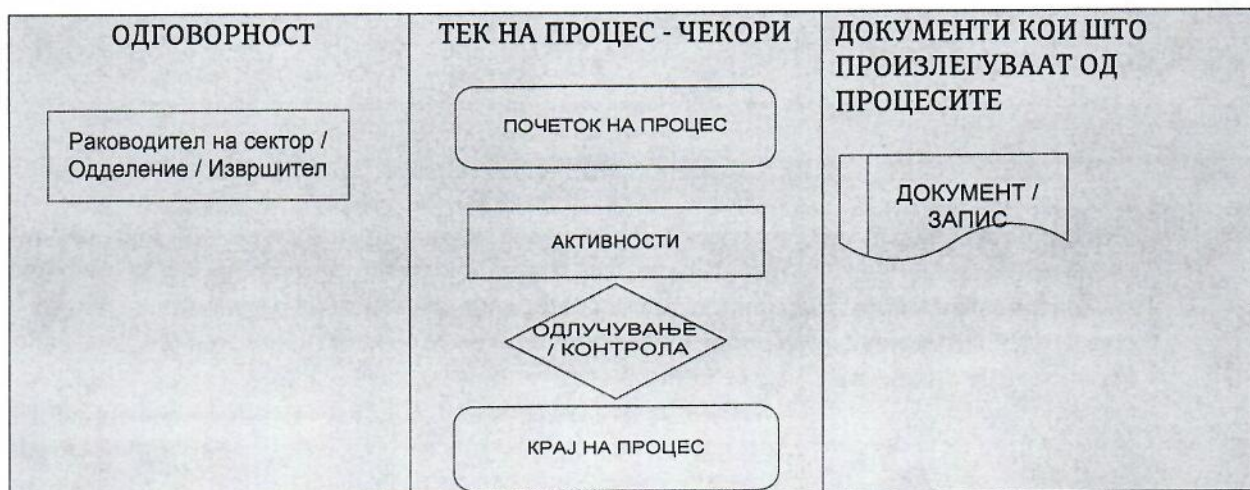 ОДГОВОРНОСТ
Раководител на сектор /
Одделение / Извршител
ТЕК НА ПРОЦЕС - ЧЕКОРИ
ПОЧЕТОК НА ПРОЦЕС
АКТИВНОСТИ
ОДЛУЧУВАЊЕ
/ КОНТРОЛА
КРАЈ НА ПРОЦЕС
ДОКУМЕНТИ КОИ ШТО
ПРОИЗЛЕГУВААТ ОД
ПРОЦЕСИТЕ
ДОКУМЕНТ /
ЗАПИС